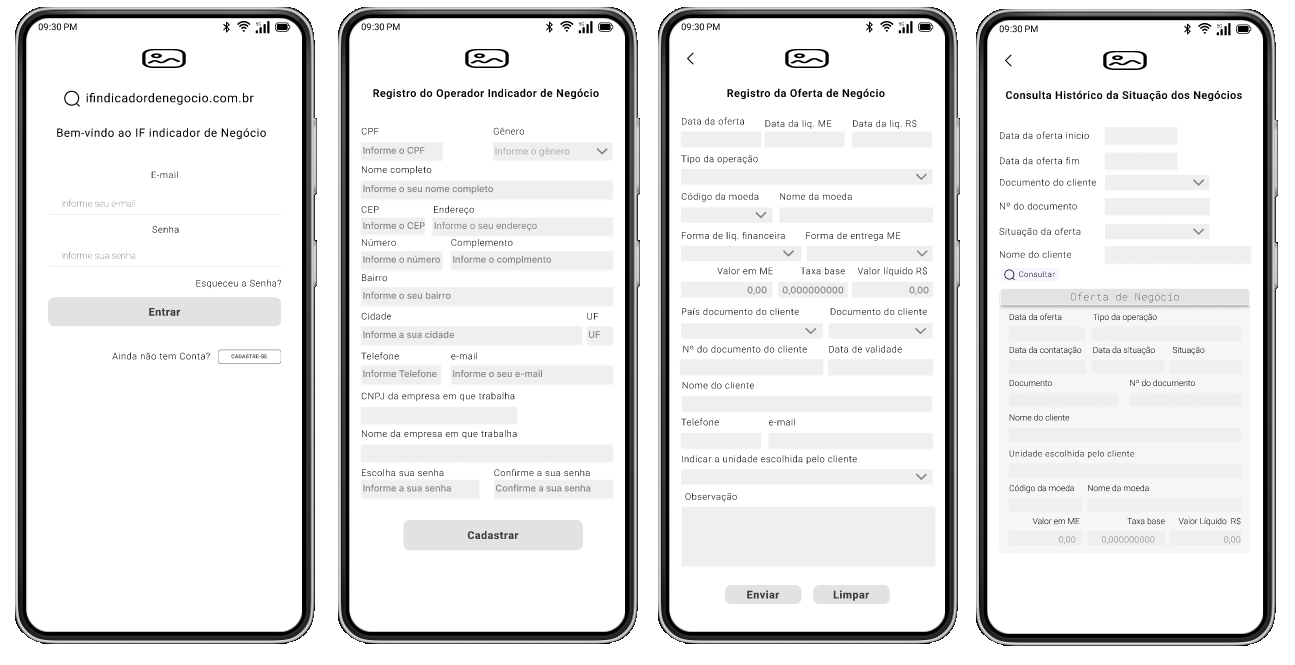 09:30 PM
ifindicadordenegocio.com.br
Bem-vindo ao IF indicador de Negócio
E-mail
informe seu e-mail
Senha
informe sua senha
Esqueceu a Senha?
Entrar
Ainda não tem Conta? CADASTRE-SE
09:30 PM
Registro do Operador Indicador de Negócio
CPF Gênero
Informe o CPF Informe o gênero
Nome completo
Informe o seu nome completo
CEP Endereço
Informe o CEP Informe o seu endereço
Número Complemento
Informe o número Informe o complmento
Bairro
Informe o seu bairro
Cidade UF
Informe a sua cidade UF
Telefone e-mail
Informe Telefone Informe o seu e-mail
CNPJ da empresa em que trabalha
Nome da empresa em que trabalha
Escolha sua senha Confirme a sua senha
Informe a sua senha Confirme a sua senha
Cadastrar
09:30 PM
Registro da Oferta de Negócio
Data da oferta Data da liq. ME Data da liq. R$
Tipo da operação
Código da moeda Nome da moeda
Forma de liq. financeira Forma de entrega ME
Valor em ME Taxa base Valor líquido R$
0,00 0,000000000 0,00
País documento do cliente Documento do cliente
Nº do documento do cliente Data de validade
Nome do cliente
Telefone e-mail
Indicar a unidade escolhida pelo cliente
Observação
Enviar Limpar
09:30 PM
Consulta Histórico da Situação dos Negócios
Data da oferta inicio
Data da oferta fim
Documento do cliente
Nº do documento
Situação da oferta
Nome do cliente
Consultar
Oferta de Negócio
Data da oferta Tipo da operação
Data da contatação Data da situação Situação
Documento Nº do documento
Nome do cliente
Unidade escolhida pelo cliente
Código da moeda Nome da moeda
Valor em ME Taxa base Valor Líquido R$
0,00 0,000000000 0,00